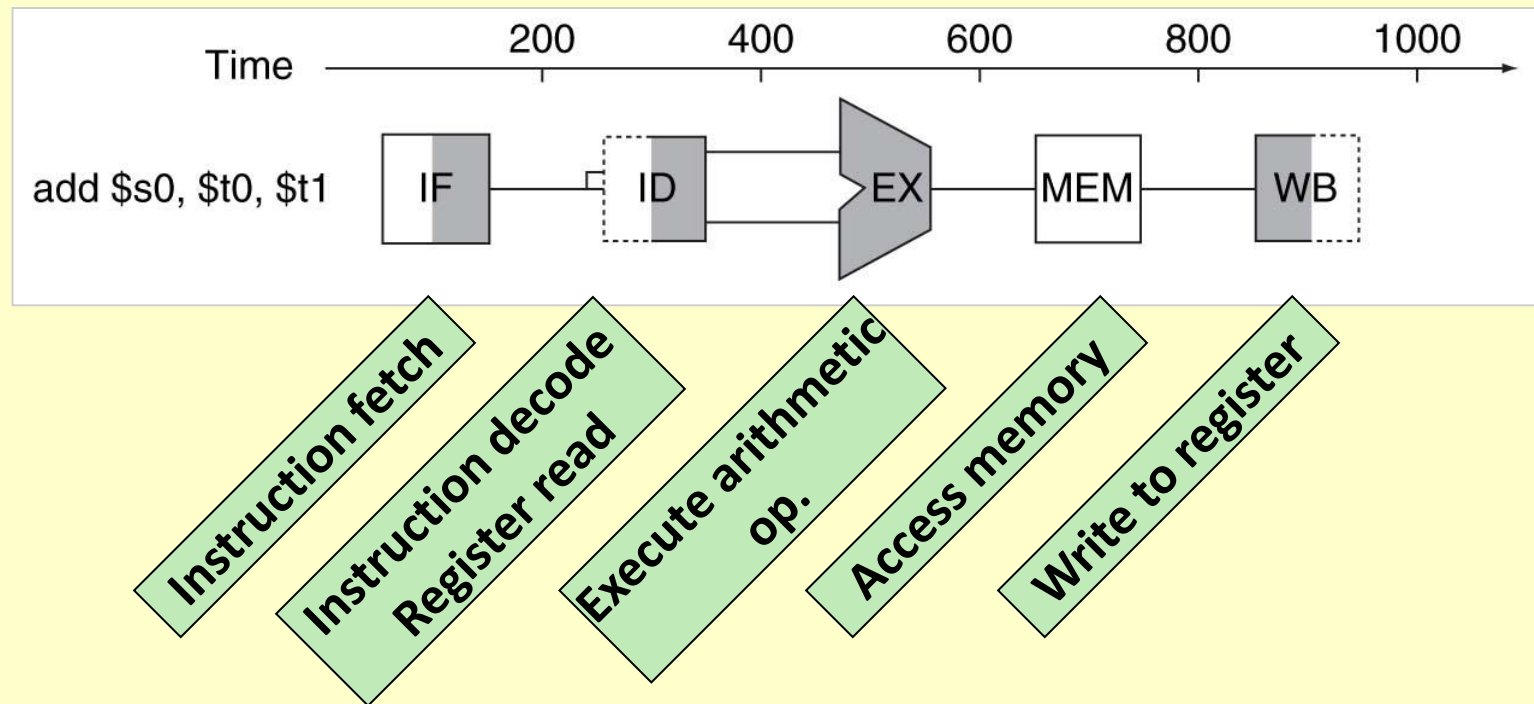 200 400 600 800 1000
Time
add $s0, $t0, $t1 IF ID EX MEM WB
Instruction fetch
Instruction decode
Register read
Execute arithmetic
op.
Access memory
Write to register